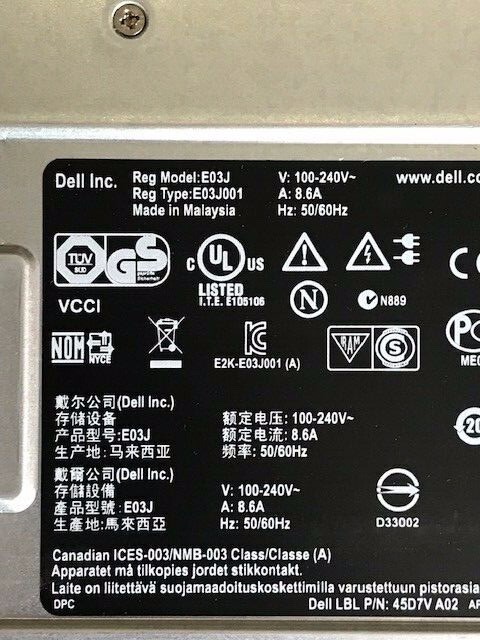 Dell Inc. Reg Model:E03J V: 100-240V~ www.dell.co
Reg Type:E03J001 A: 8.6A
Made in Malaysia Hz: 50/60Hz
TÜV SÜD GS geprüfte Sicherheit C UL US
LISTED
I.T.E. E105106
N N889
VCCI
NOM NYCE E2K-E03J001 (A) S
戴尔公司(Dell Inc.)
存储设备 额定电压: 100-240V~
产品型号:E03J 额定电流: 8.6A
生产地: 马来西亚 频率: 50/60Hz
20
戴爾公司(Dell Inc.)
存儲設備 V: 100-240V~
產品型號:E03J A: 8.6A
生產地:馬來西亞 Hz: 50/60Hz D33002
Canadian ICES-003/NMB-003 Class/Classe (A)
Apparatet må tilkopies jordet stikkontakt.
Laite on liitettävä suojamaadoituskoskettimilla varustettuun pistorasia
DPC Dell LBL P/N: 45D7V A02